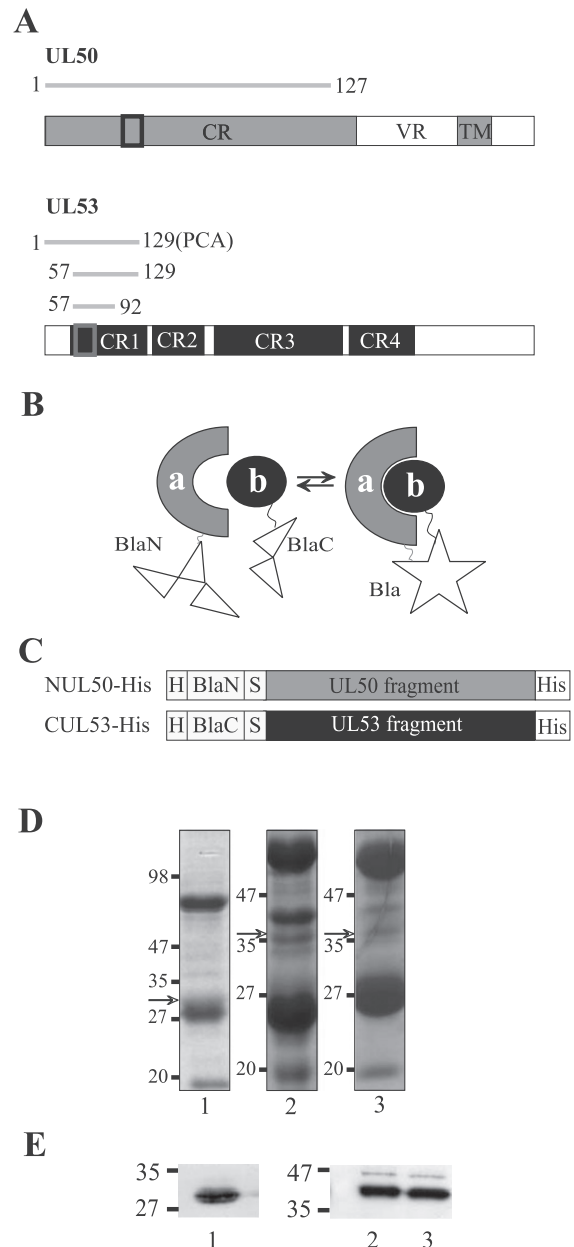 A
UL50
1 127
CR VR TM
UL53
1 129(PCA)
57 129
57 92
CR1 CR2 CR3 CR4
B
a b a b
BlaN BlaC Bla
C
NUL50-His H BlaN S UL50 fragment His
CUL53-His H BlaC S UL53 fragment His
D
98 47 35 27 20
47 35 27 20
47 35 27 20
1 2 3
E
35 27
47 35
1 2 3